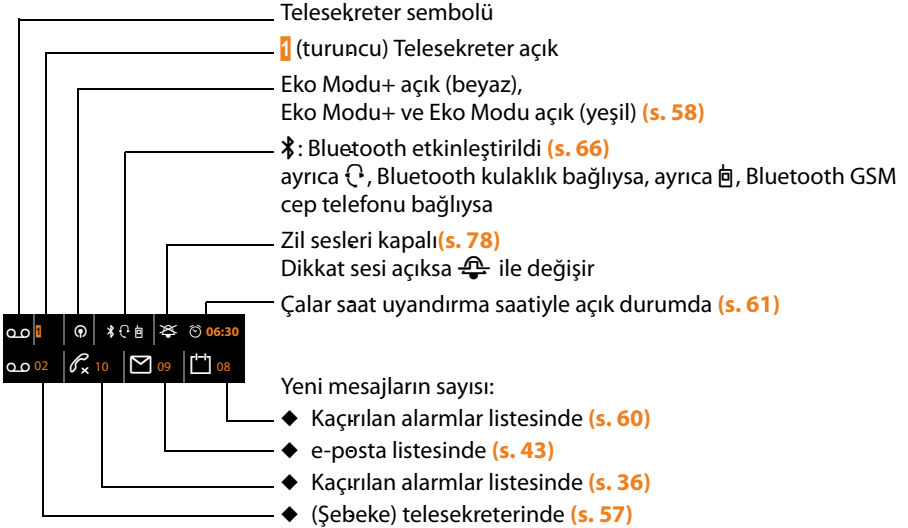 Telesekreter sembolü
1 (turuncu) Telesekreter açık
Eko Modu+ açık (beyaz),
Eko Modu+ ve Eko Modu açık (yeşil) (s. 58)
: Bluetooth etkinleştirildi (s. 66)
ayrıca , Bluetooth kulaklık bağlıysa, ayrıca , Bluetooth GSM
cep telefonu bağlıysa
Zil sesleri kapalı(s. 78)
Dikkat sesi açıksa ile değişir
Çalar saat uyandırma saatiyle açık durumda (s. 61)
1 06:30
02 10 09 08
Yeni mesajların sayısı:
◆ Kaçırılan alarmlar listesinde (s. 60)
◆ e-posta listesinde (s. 43)
◆ Kaçırılan alarmlar listesinde (s. 36)
◆ (Şebeke) telesekreterinde (s. 57)